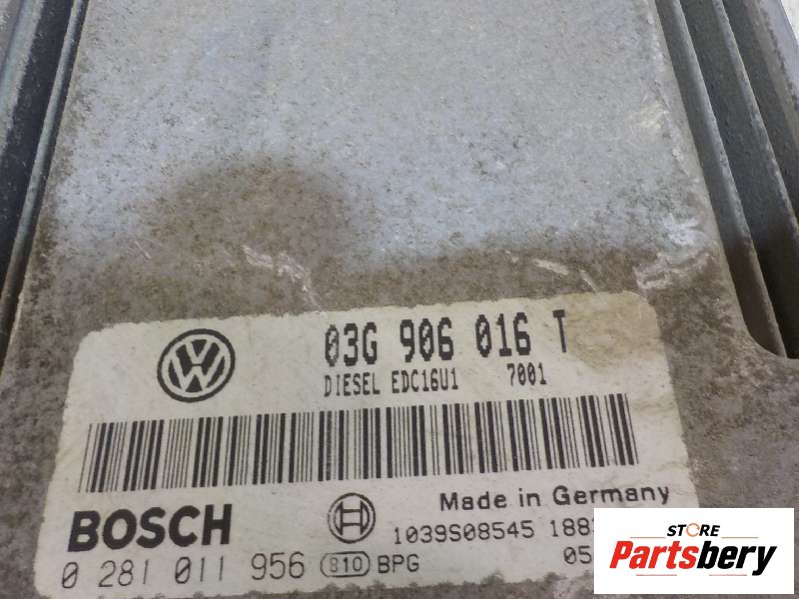 03G 906 016 T
DIESEL EDC16U1 7001
BOSCH
Made in Germany
1039S08545
0 281 011 956 810 BPG
STORE
Partsbery